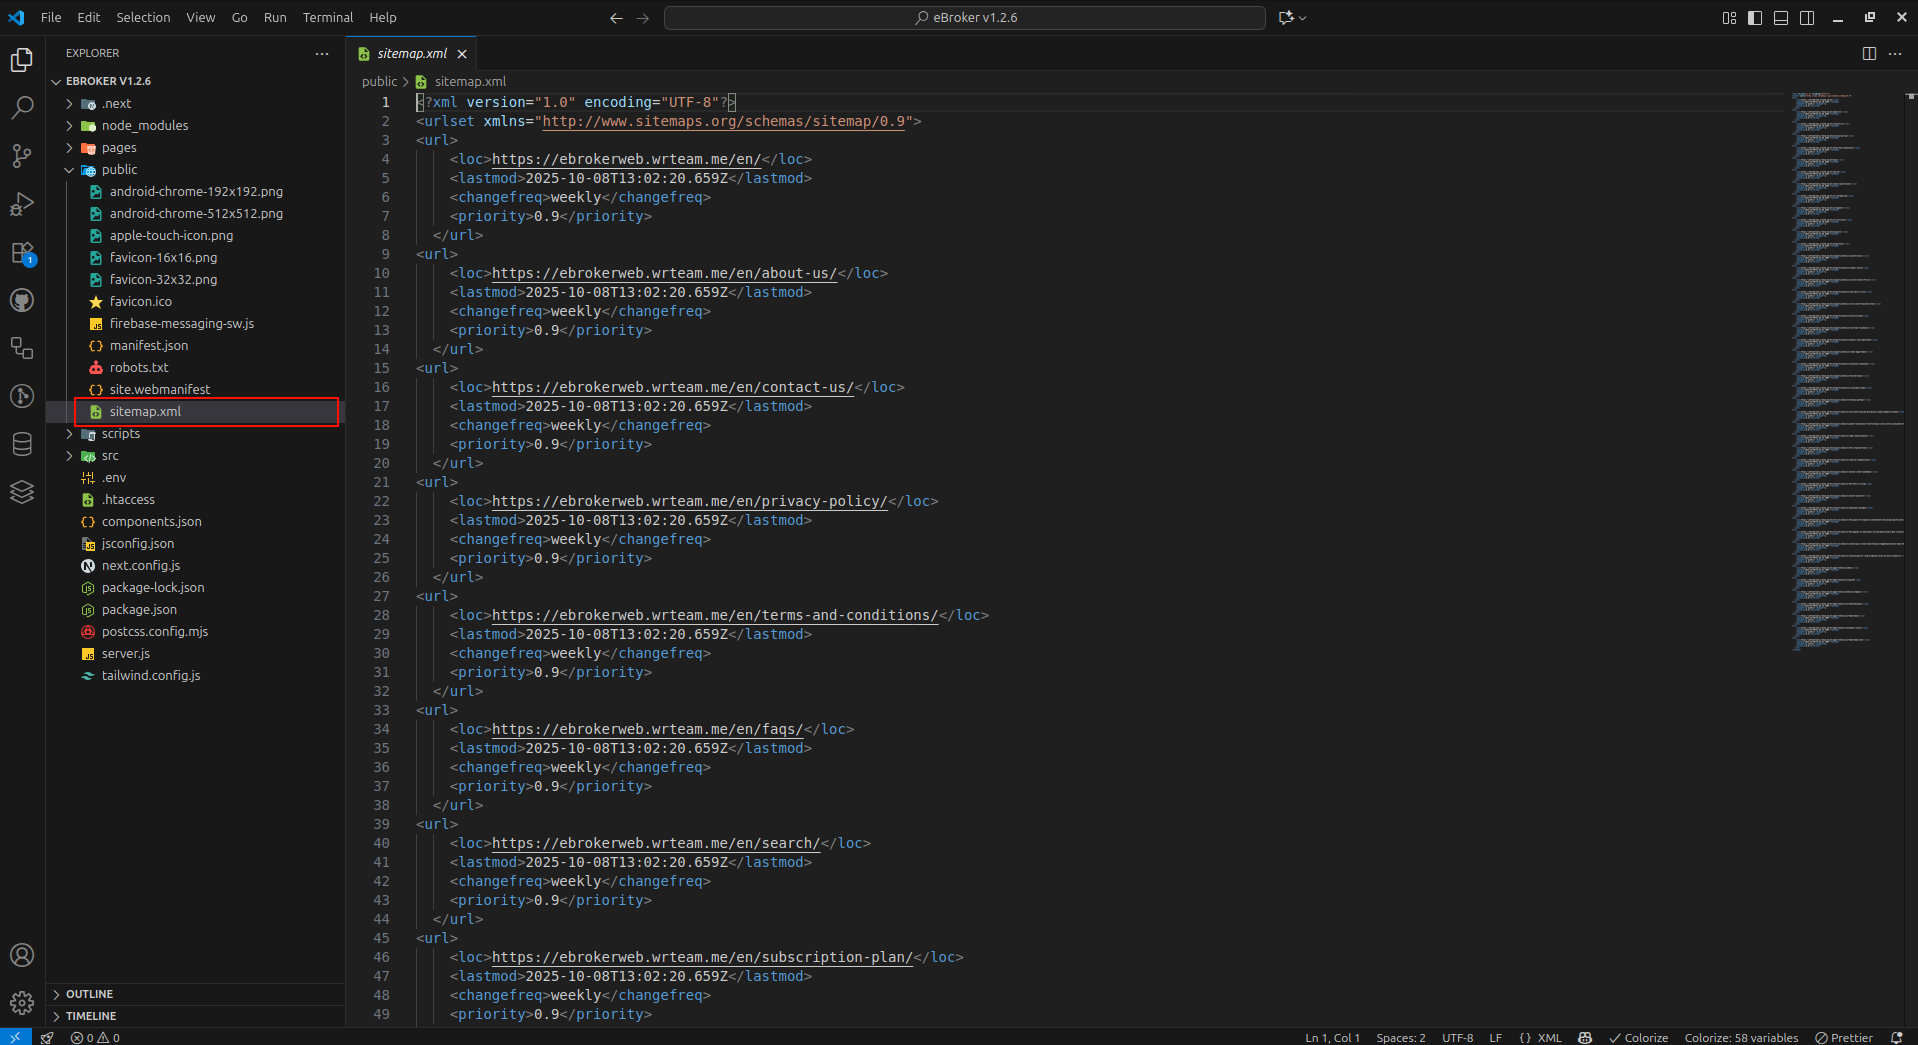 File Edit Selection View Go Run Terminal Help
eBroker v1.2.6
EXPLORER
EBROKER V1.2.6
.next
node_modules
pages
public
android-chrome-192x192.png
android-chrome-512x512.png
apple-touch-icon.png
favicon-16x16.png
favicon-32x32.png
favicon.ico
firebase-messaging-sw.js
manifest.json
robots.txt
site.webmanifest
sitemap.xml
scripts
src
.env
.htaccess
components.json
jsconfig.json
next.config.js
package-lock.json
package.json
postcss.config.mjs
server.js
tailwind.config.js
OUTLINE
TIMELINE
1
sitemap.xml
public > sitemap.xml
1 <?xml version="1.0" encoding="UTF-8"?>
2 <urlset xmlns="http://www.sitemaps.org/schemas/sitemap/0.9">
3 <url>
4 <loc>https://ebrokerweb.wrteam.me/en/</loc>
5 <lastmod>2025-10-08T13:02:20.659Z</lastmod>
6 <changefreq>weekly</changefreq>
7 <priority>0.9</priority>
8 </url>
9 <url>
10 <loc>https://ebrokerweb.wrteam.me/en/about-us/</loc>
11 <lastmod>2025-10-08T13:02:20.659Z</lastmod>
12 <changefreq>weekly</changefreq>
13 <priority>0.9</priority>
14 </url>
15 <url>
16 <loc>https://ebrokerweb.wrteam.me/en/contact-us/</loc>
17 <lastmod>2025-10-08T13:02:20.659Z</lastmod>
18 <changefreq>weekly</changefreq>
19 <priority>0.9</priority>
20 </url>
21 <url>
22 <loc>https://ebrokerweb.wrteam.me/en/privacy-policy/</loc>
23 <lastmod>2025-10-08T13:02:20.659Z</lastmod>
24 <changefreq>weekly</changefreq>
25 <priority>0.9</priority>
26 </url>
27 <url>
28 <loc>https://ebrokerweb.wrteam.me/en/terms-and-conditions/</loc>
29 <lastmod>2025-10-08T13:02:20.659Z</lastmod>
30 <changefreq>weekly</changefreq>
31 <priority>0.9</priority>
32 </url>
33 <url>
34 <loc>https://ebrokerweb.wrteam.me/en/faqs/</loc>
35 <lastmod>2025-10-08T13:02:20.659Z</lastmod>
36 <changefreq>weekly</changefreq>
37 <priority>0.9</priority>
38 </url>
39 <url>
40 <loc>https://ebrokerweb.wrteam.me/en/search/</loc>
41 <lastmod>2025-10-08T13:02:20.659Z</lastmod>
42 <changefreq>weekly</changefreq>
43 <priority>0.9</priority>
44 </url>
45 <url>
46 <loc>https://ebrokerweb.wrteam.me/en/subscription-plan/</loc>
47 <lastmod>2025-10-08T13:02:20.659Z</lastmod>
48 <changefreq>weekly</changefreq>
49 <priority>0.9</priority>
0 0 Ln 1, Col 1 Spaces: 2 UTF-8 LF {} XML Colorize Colorize: 58 variables Prettier